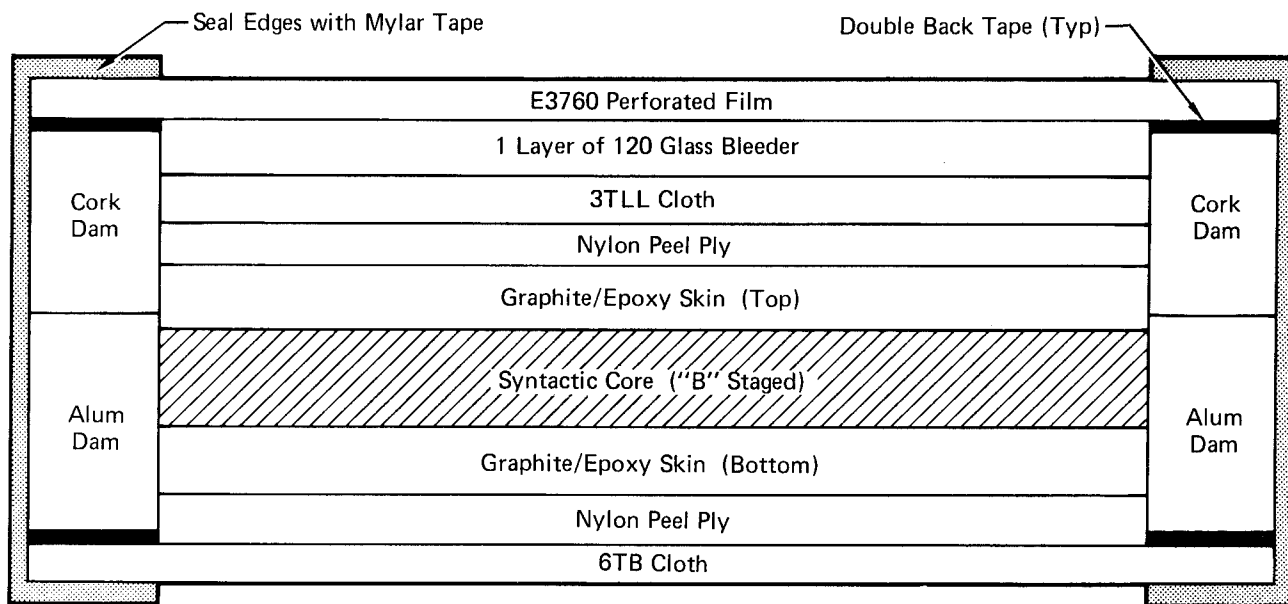 Seal Edges with Mylar Tape
Double Back Tape (Typ)
E3760 Perforated Film
1 Layer of 120 Glass Bleeder
3TLL Cloth
Nylon Peel Ply
Graphite/Epoxy Skin (Top)
Syntactic Core ("B" Staged)
Graphite/Epoxy Skin (Bottom)
Nylon Peel Ply
6TB Cloth
Cork
Dam
Alum
Dam
Cork
Dam
Alum
Dam